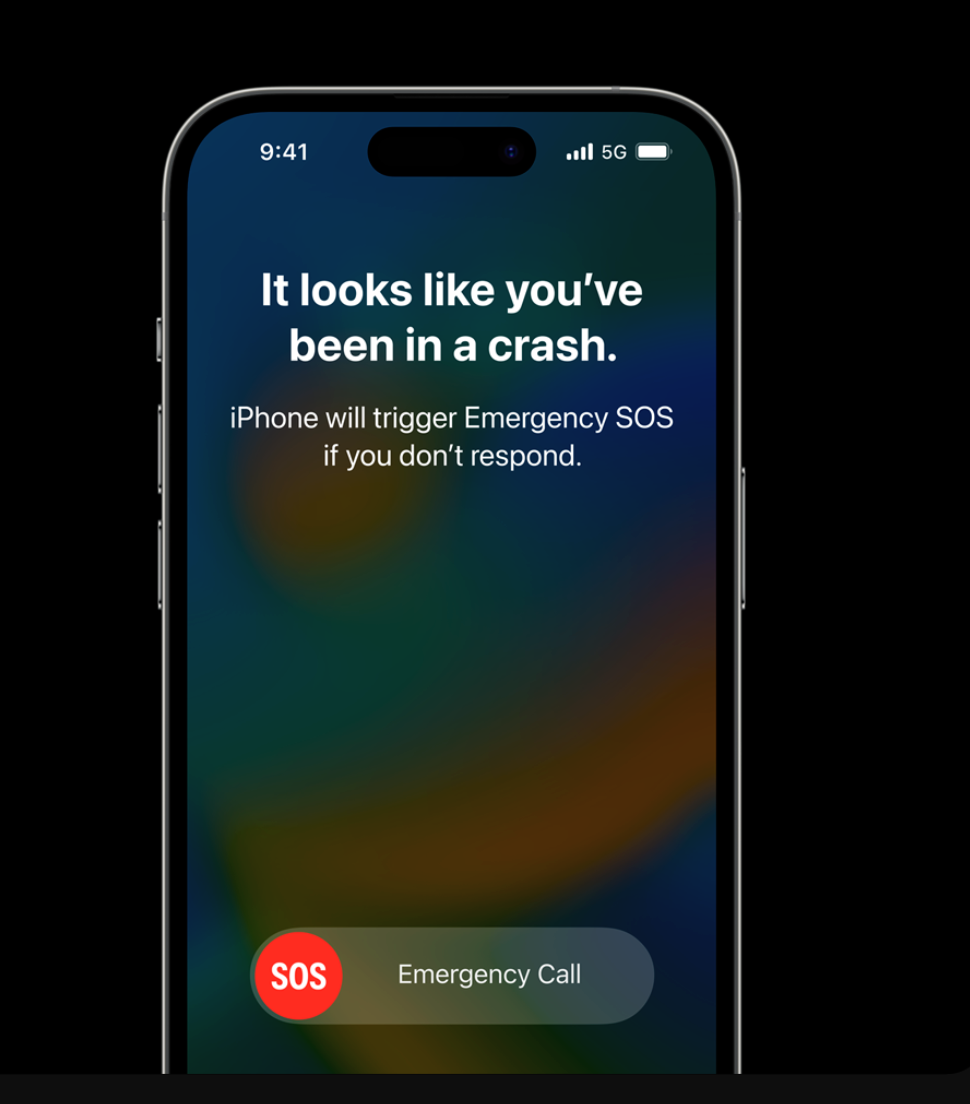 9:41 5G
It looks like you’ve
been in a crash.
iPhone will trigger Emergency SOS
if you don’t respond.
SOS Emergency Call